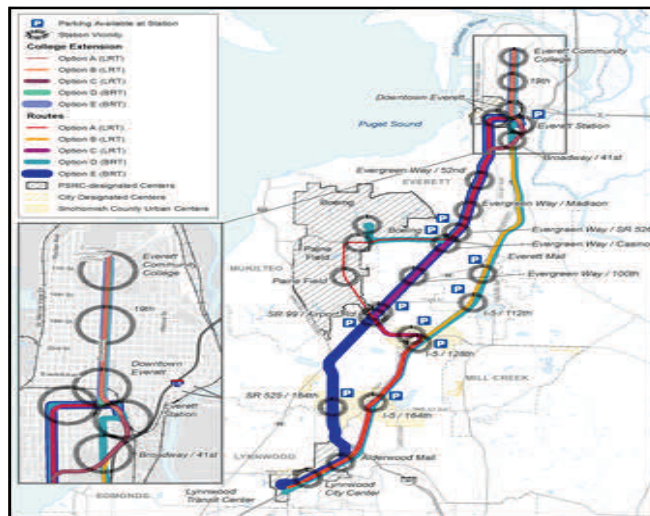 Parking Available at Station
Station Vicinity
College Extension
Option A (LRT)
Option B (LRT)
Option C (LRT)
Option D (BRT)
Option E (BRT)
Routes
Option A (LRT)
Option B (LRT)
Option C (LRT)
Option D (BRT)
Option E (BRT)
PSRC-designated Centers
City Designated Centers
Snohomish County Urban Centers
Everett Community
College
19th
Downtown Everett
P
Everett Station
Puget Sound
Broadway / 41st
Evergreen Way / 52nd
EVERETT
Evergreen Way / Madison
Boeing
Boeing
P
Evergreen Way / SR 526
P
Evergreen Way / Casino
MUKILTEO
Paine
Field
Everett Mall
P
Paine Field
Evergreen Way / 100th
P
SR 99 / Airport Rd
P
I-5 / 112th
P
P
I-5 / 128th
MILL CREEK
SR 525 / 164th
P
P
I-5 / 164th
LYNNWOOD
Alderwood Mall
Lynnwood
City Center
Lynnwood
Transit Center
EDMONDS
P
Everett
Community
College
19th
Downtown
Everett
Everett
Station
Broadway / 41st